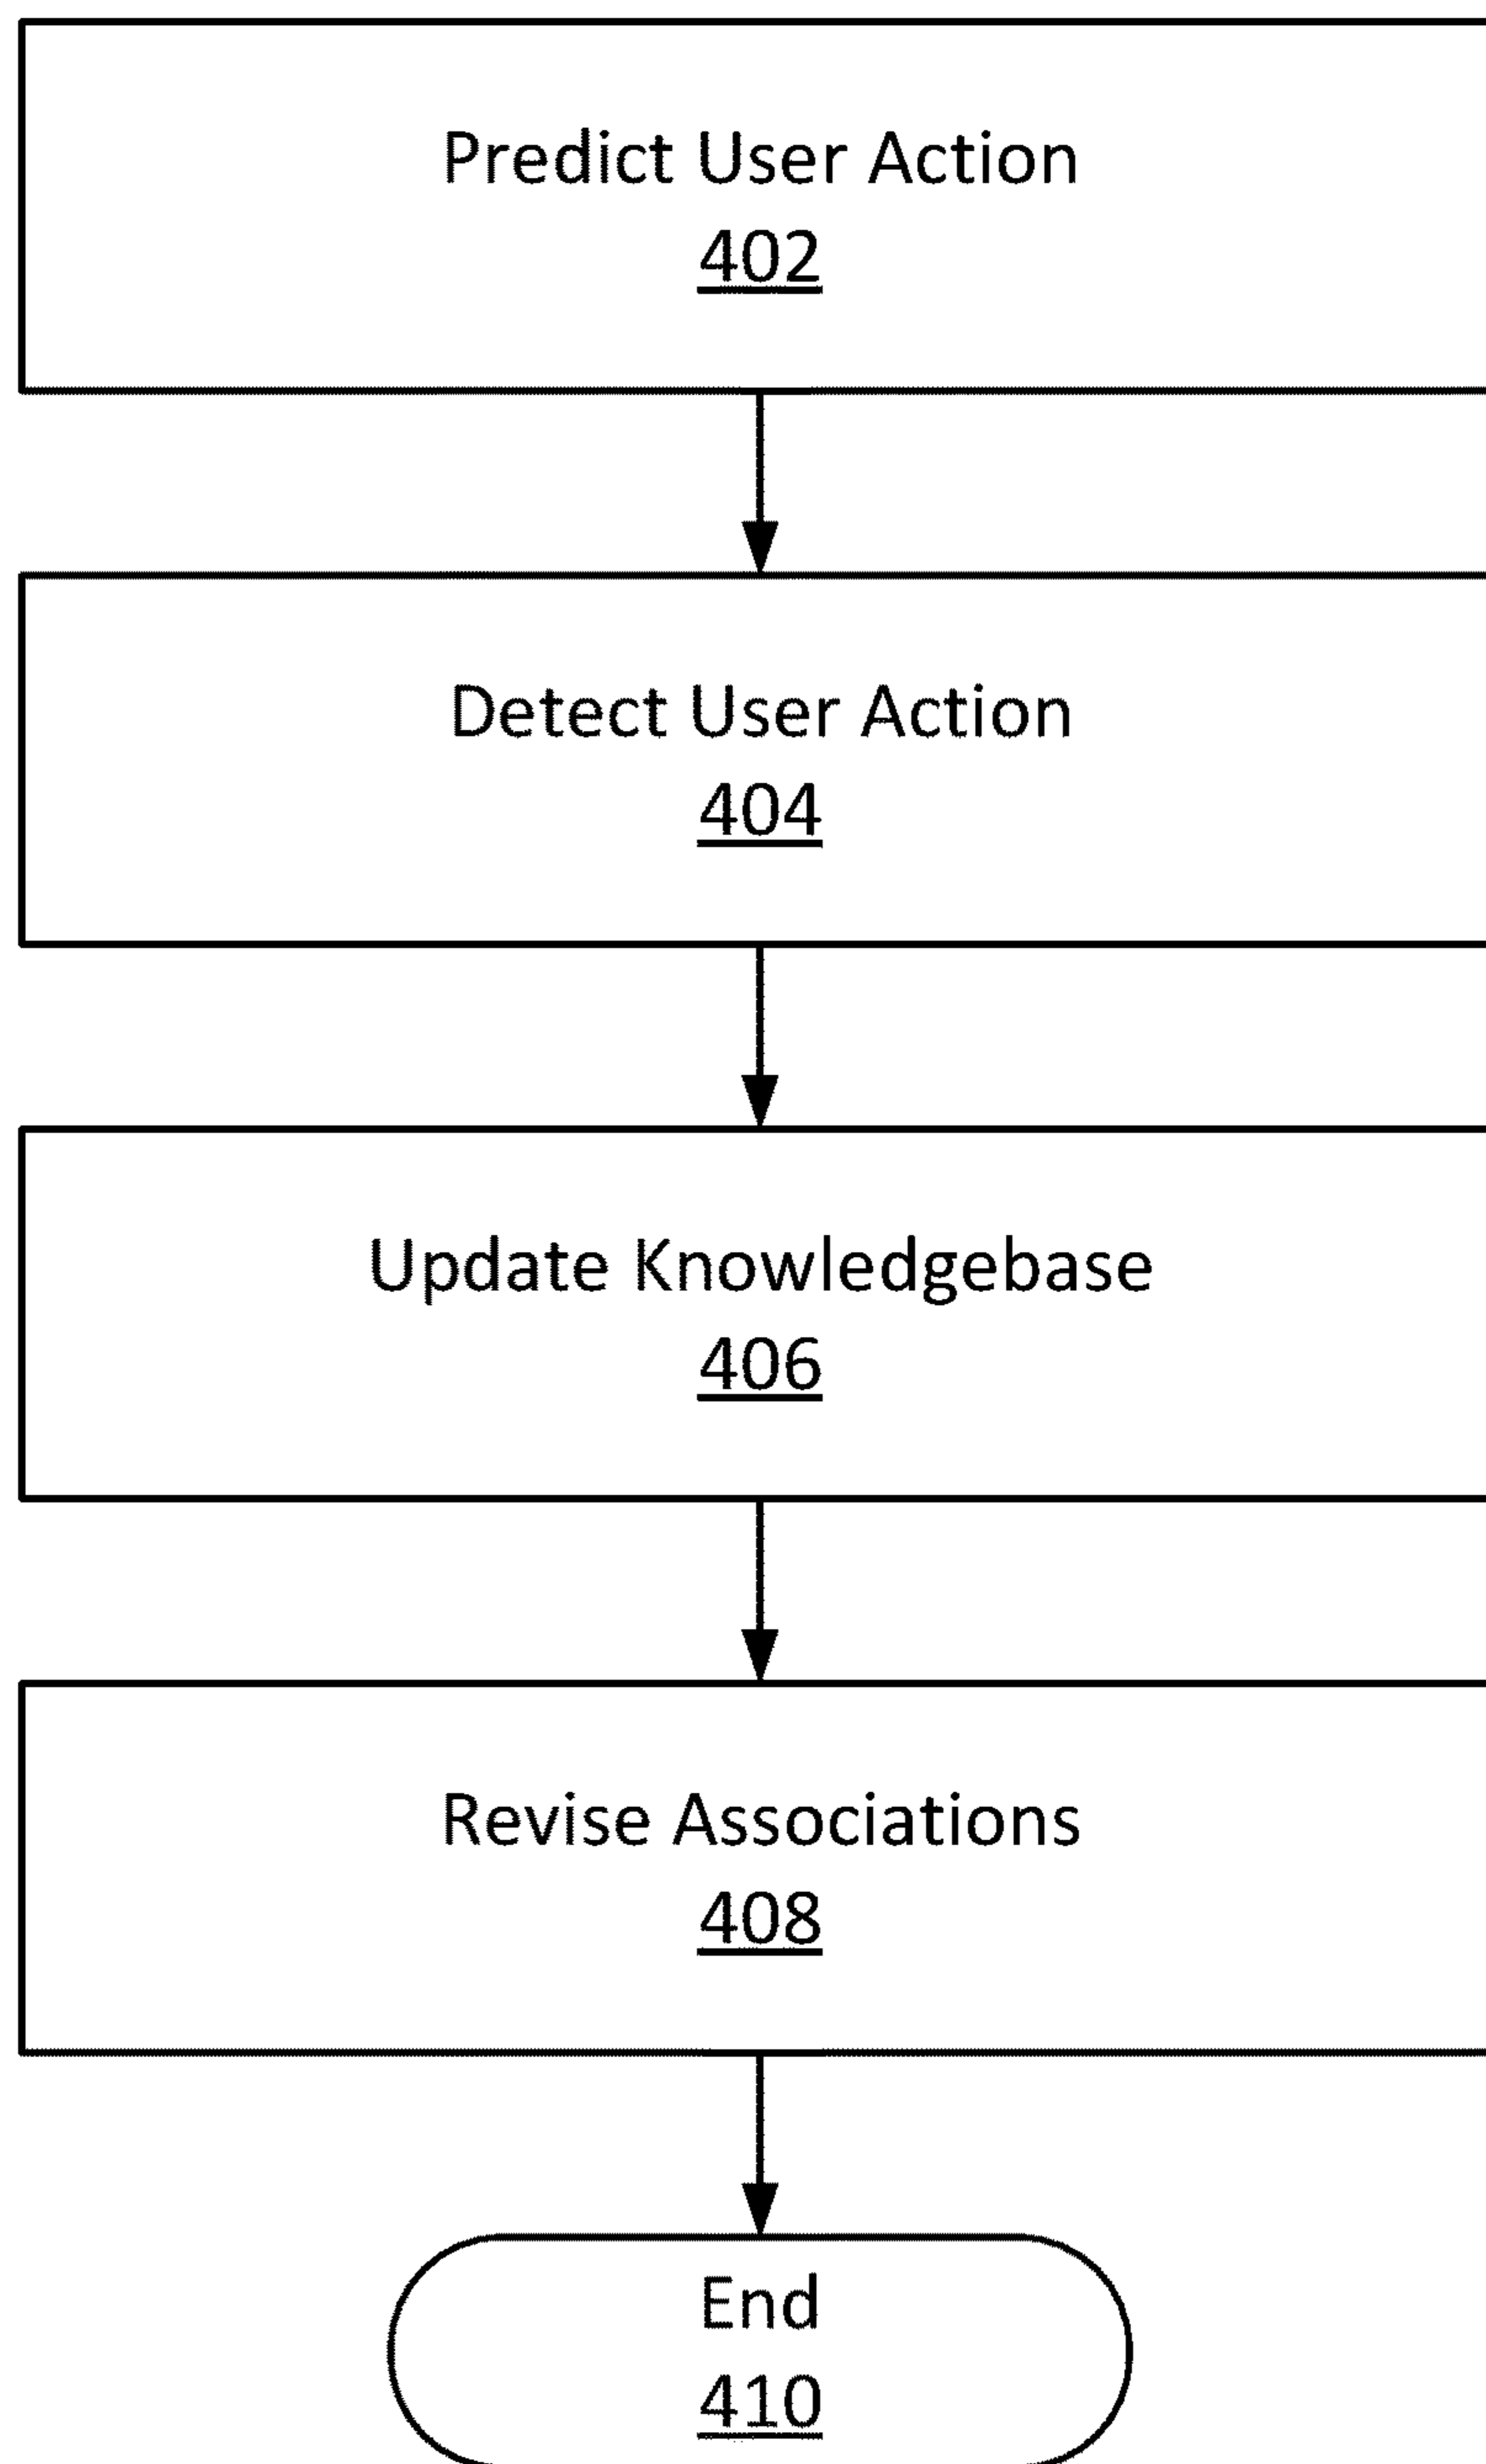 Predict User Action
402
Detect User Action
404
Update Knowledgebase
406
Revise Associations
408
End
410